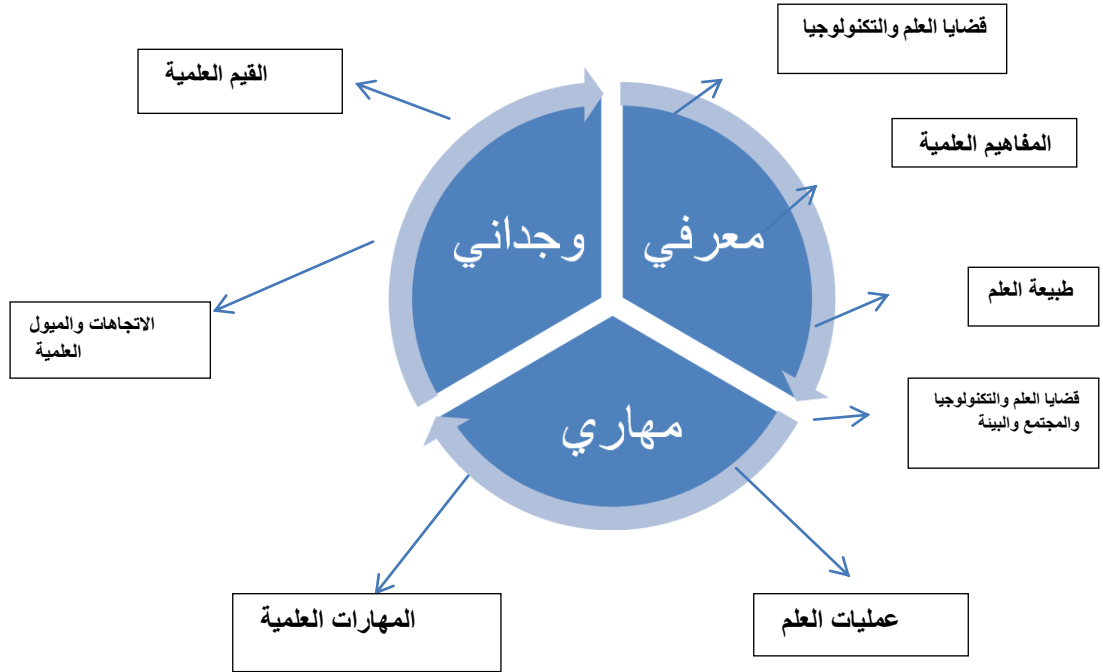 قضايا العلم والتكنولوجيا
القيم العلمية
المفاهيم العلمية
معرفي
وجداني
طبيعة العلم
الاتجاهات والميول
العلمية
قضايا العلم والتكنولوجيا
والمجتمع والبيئة
مهاري
المهارات العلمية
عمليات العلم